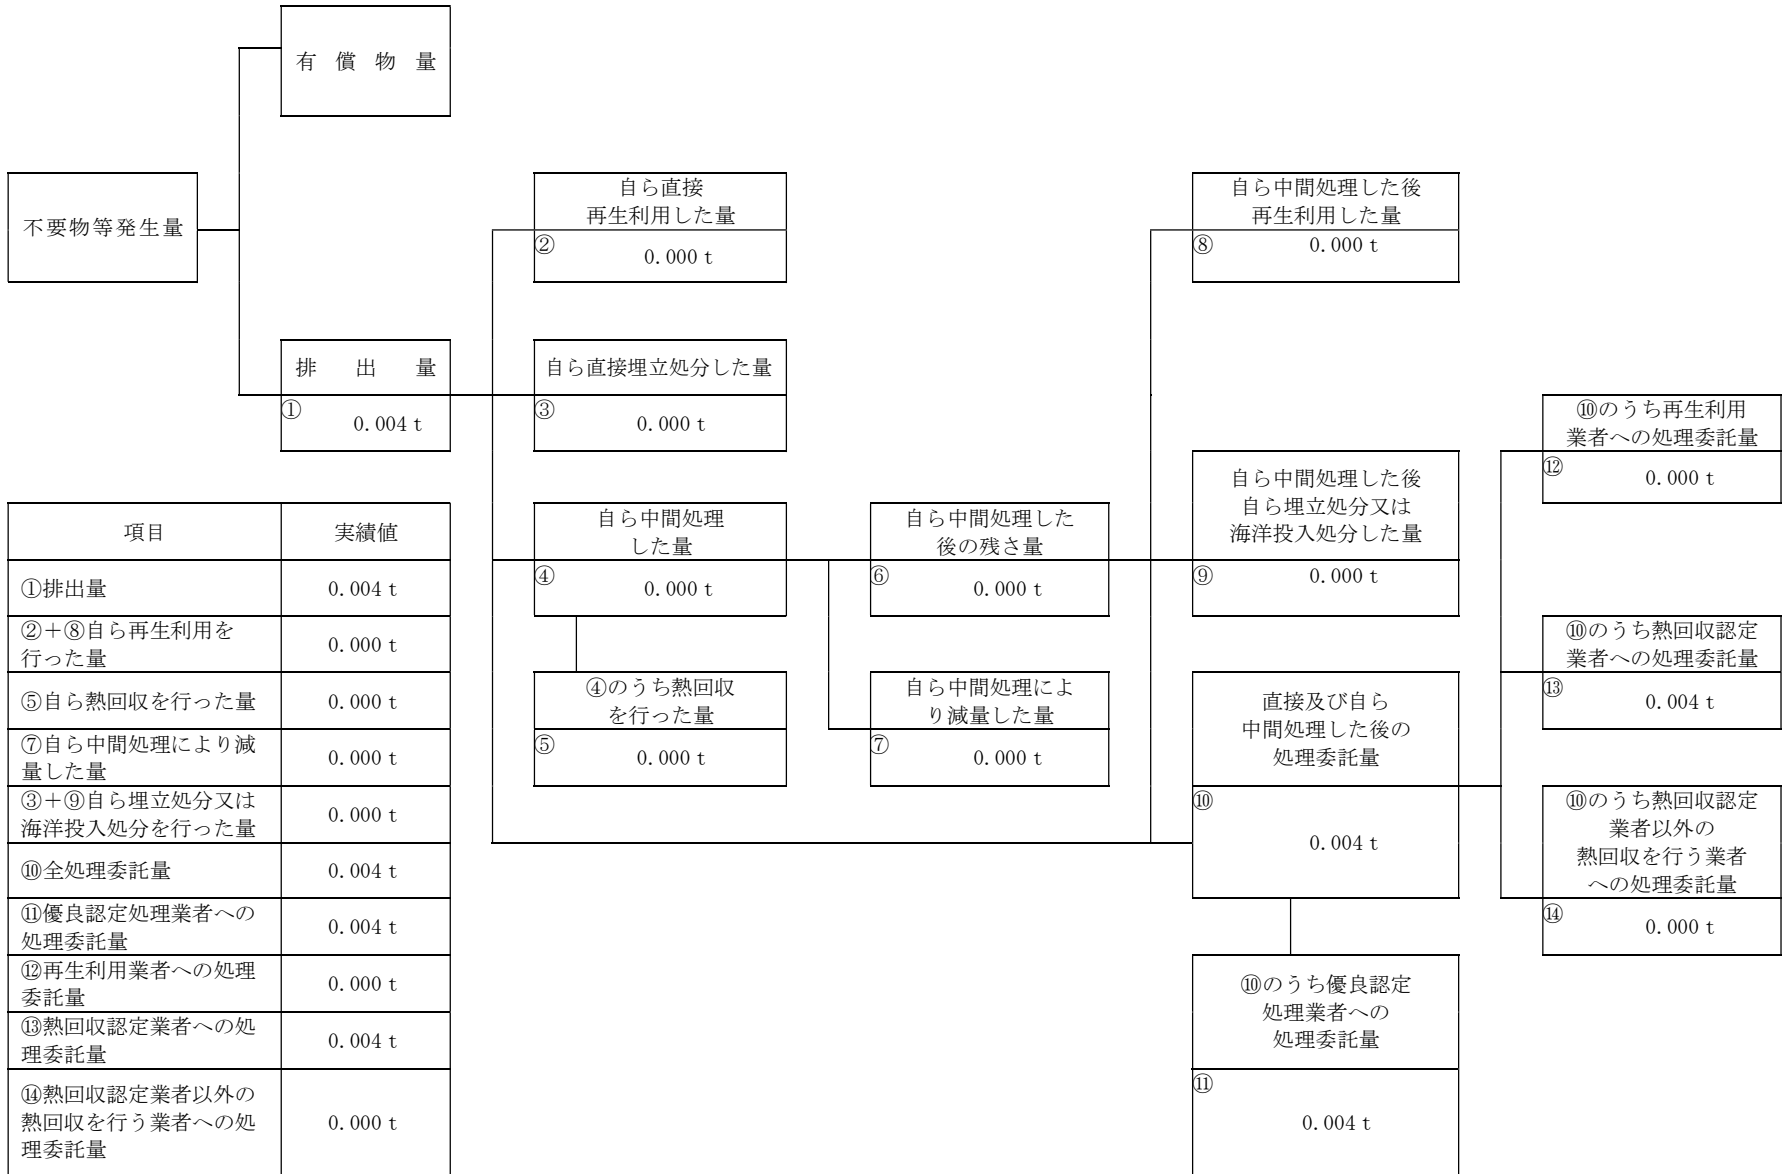 有償物量
不要物等発生量
自ら直接
再生利用した量
② 0.000 t
自ら中間処理した後
再生利用した量
⑧ 0.000 t
排出量
① 0.004 t
自ら直接埋立処分した量
③ 0.000 t
⑩のうち再生利用
業者への処理委託量
⑫ 0.000 t
自ら中間処理
した量
④ 0.000 t
自ら中間処理した
後の残さ量
⑥ 0.000 t
自ら中間処理した後
自ら埋立処分又は
海洋投入処分した量
⑨ 0.000 t
⑩のうち熱回収認定
業者への処理委託量
⑬ 0.004 t
④のうち熱回収
を行った量
⑤ 0.000 t
自ら中間処理によ
り減量した量
⑦ 0.000 t
直接及び自ら
中間処理した後の
処理委託量
⑩ 0.004 t
⑩のうち熱回収認定
業者以外の
熱回収を行う業者
への処理委託量
⑭ 0.000 t
⑩のうち優良認定
処理業者への
処理委託量
⑪ 0.004 t
項目 実績値
①排出量 0.004 t
②＋⑧自ら再生利用を
行った量 0.000 t
⑤自ら熱回収を行った量 0.000 t
⑦自ら中間処理により減
量した量 0.000 t
③＋⑨自ら埋立処分又は
海洋投入処分を行った量 0.000 t
⑩全処理委託量 0.004 t
⑪優良認定処理業者への
処理委託量 0.004 t
⑫再生利用業者への処理
委託量 0.000 t
⑬熱回収認定業者への処
理委託量 0.004 t
⑭熱回収認定業者以外の
熱回収を行う業者への処
理委託量 0.000 t